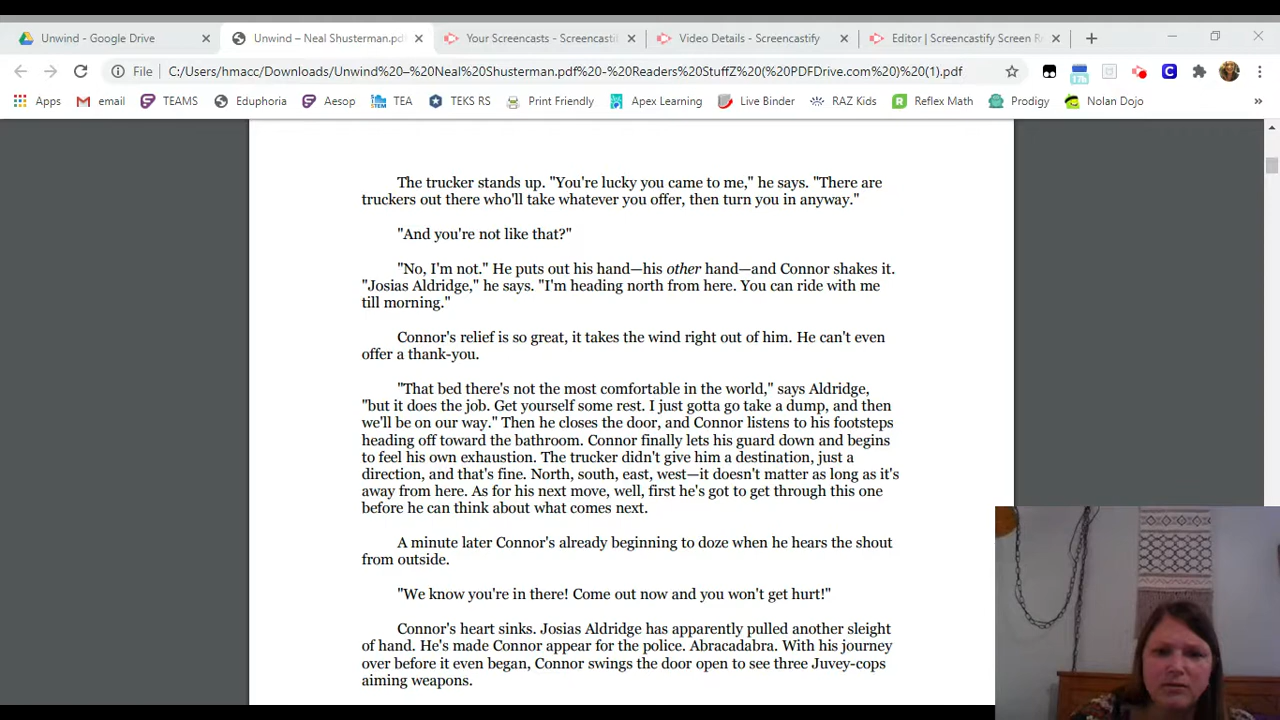 Unwind - Google Drive
Unwind – Neal Shusterman.pd
Your Screencasts - Screencasti
Video Details - Screencastify
Editor | Screencastify Screen R
File
C:/Users/hmacc/Downloads/Unwind%20-%20Neal%20Shusterman.pdf%20-%20Readers%20Stuff7%20(%20PDFDrive.com%20)%20(1).pdf
Apps
email
TEAMS
Eduphoria
Aesop
TEA
TEKS RS
Print Friendly
Apex Learning
Live Binder
RAZ Kids
Reflex Math
Prodigy
Nolan Dojo
»
The trucker stands up. "You're lucky you came to me," he says. "There are
truckers out there who'll take whatever you offer, then turn you in anyway."
"And you're not like that?"
"No, I'm not." He puts out his hand—his other hand—and Connor shakes it.
"Josias Aldridge," he says. "I'm heading north from here. You can ride with me
till morning."
Connor's relief is so great, it takes the wind right out of him. He can't even
offer a thank-you.
"That bed there's not the most comfortable in the world," says Aldridge,
"but it does the job. Get yourself some rest. I just gotta go take a dump, and then
we'll be on our way." Then he closes the door, and Connor listens to his footsteps
heading off toward the bathroom. Connor finally lets his guard down and begins
to feel his own exhaustion. The trucker didn't give him a destination, just a
direction, and that's fine. North, south, east, west—it doesn't matter as long as it's
away from here. As for his next move, well, first he's got to get through this one
before he can think about what comes next.
A minute later Connor's already beginning to doze when he hears the shout
from outside.
"We know you're in there! Come out now and you won't get hurt!"
Connor's heart sinks. Josias Aldridge has apparently pulled another sleight
of hand. He's made Connor appear for the police. Abracadabra. With his journey
over before it even began, Connor swings the door open to see three Juvey-cops
aiming weapons.